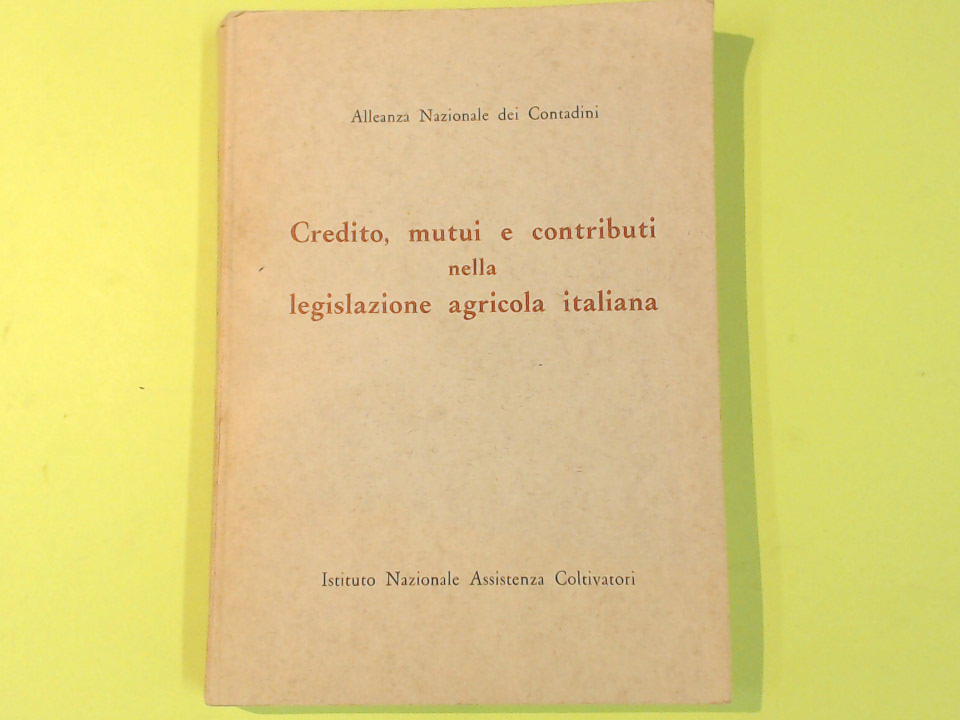 Alleanza Nazionale dei Contadini
Credito, mutui e contributi
nella
legislazione agricola italiana
Istituto Nazionale Assistenza Coltivatori